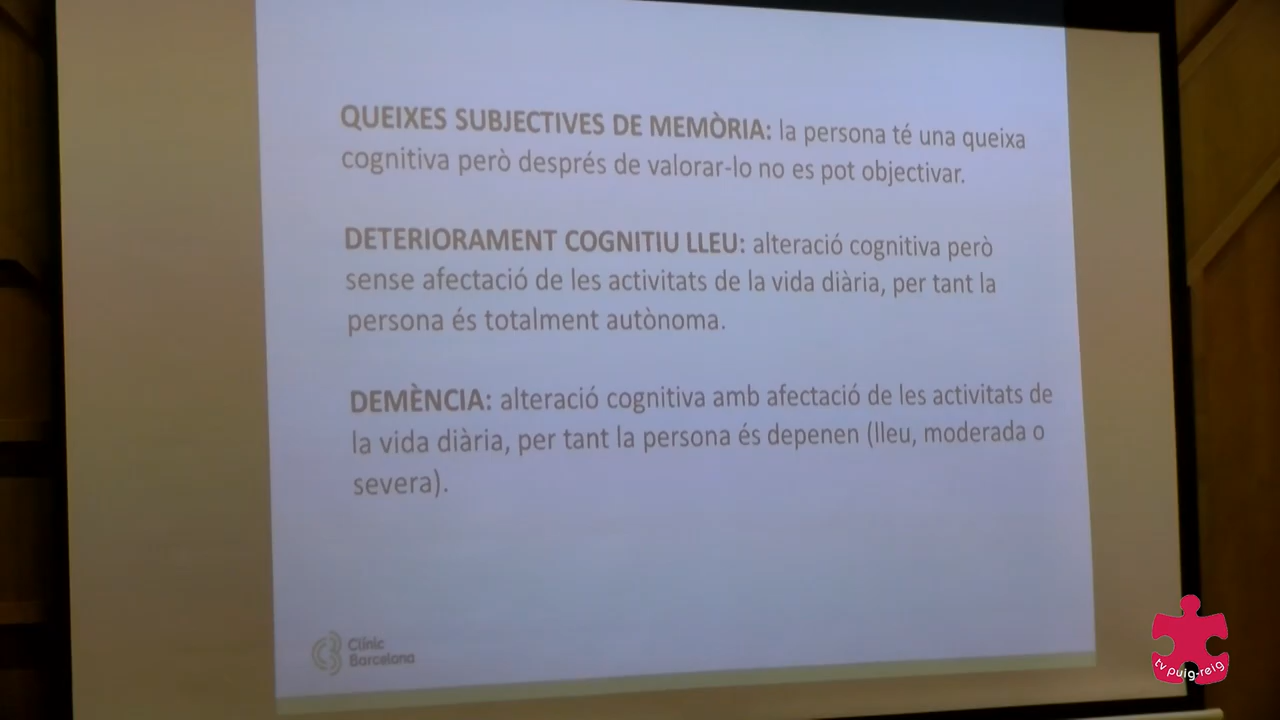 QUEIXES SUBJECTIVES DE MEMÒRIA: la persona té una queixa
cognitiva però després de valorar-lo no es pot objectivar.
DETERIORAMENT COGNITIU LLEU: alteració cognitiva però
sense afectació de les activitats de la vida diària, per tant la
persona és totalment autònoma.
DEMÈNCIA: alteració cognitiva amb afectació de les activitats de
la vida diària, per tant la persona és depenen (lleu, moderada o
severa).
Clínic
Barcelona
tv puig-reig